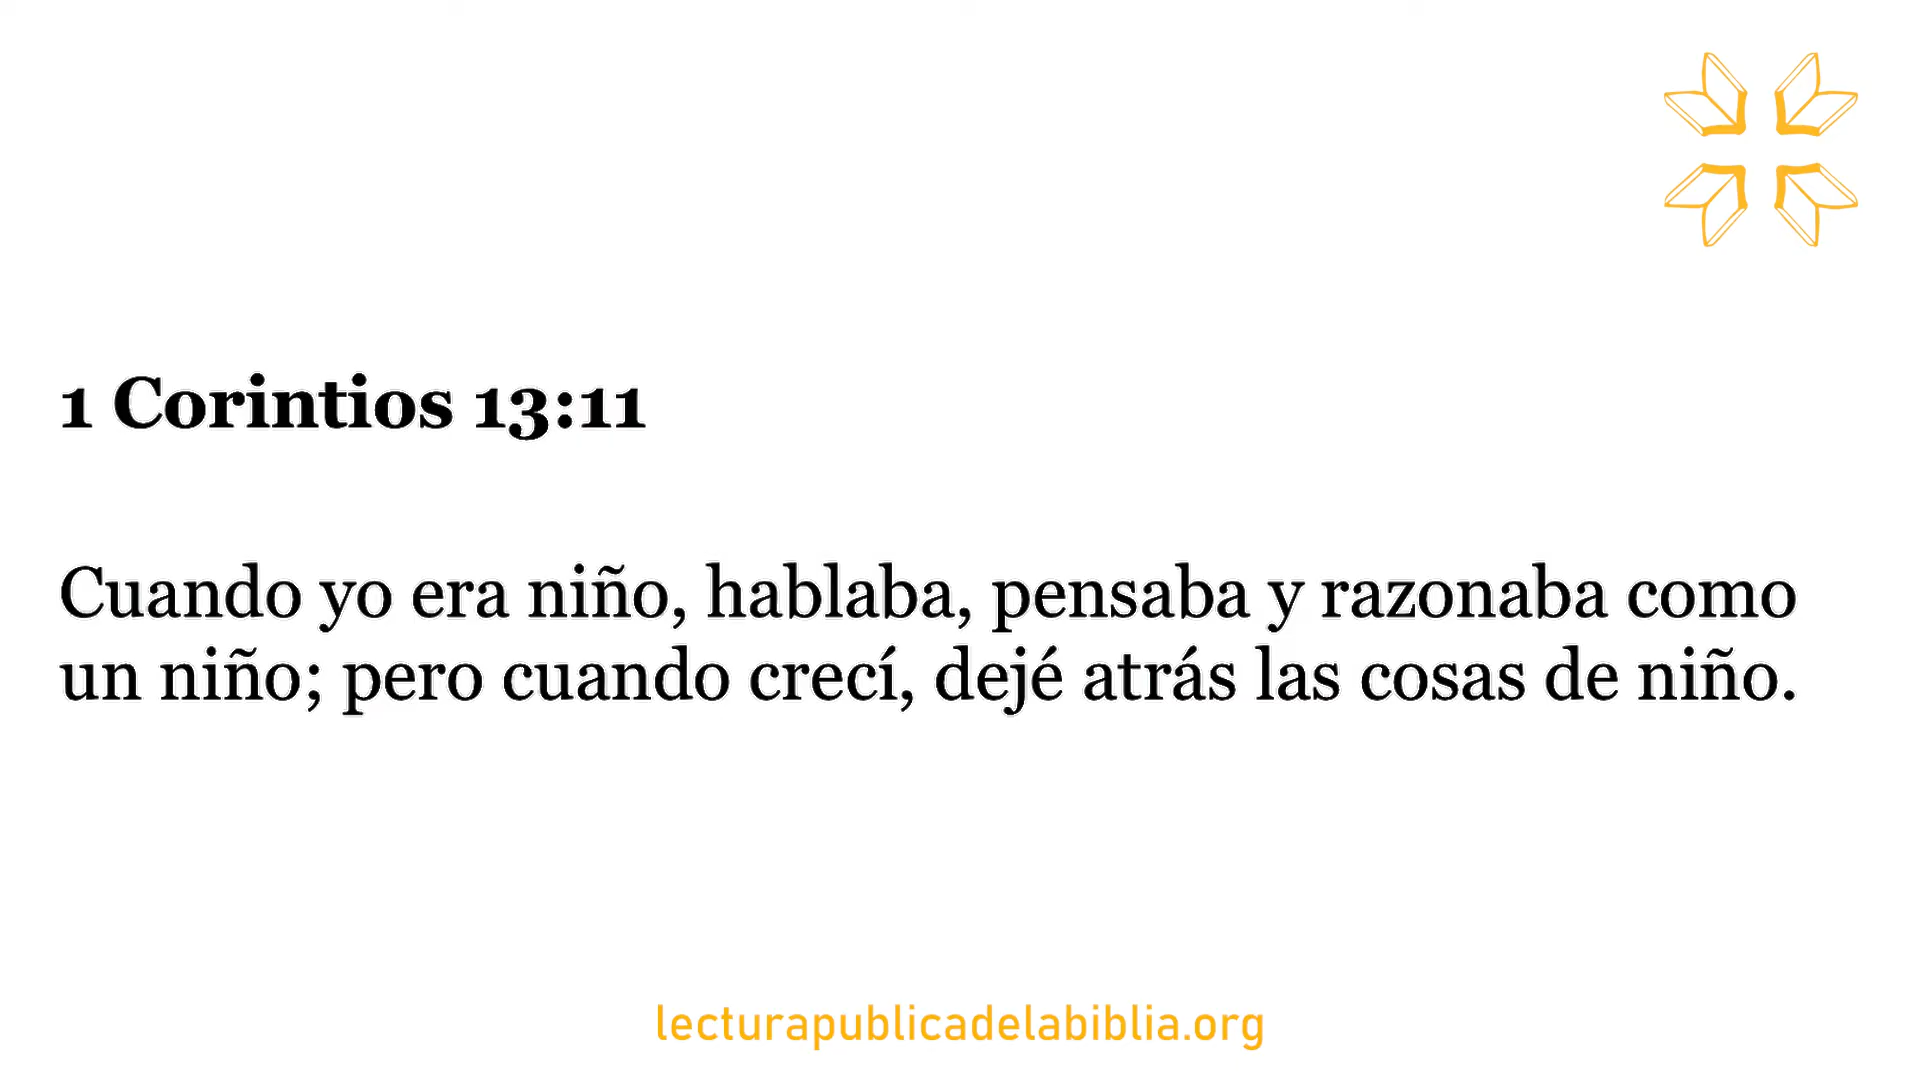 1 Corintios 13:11
Cuando yo era niño, hablaba, pensaba y razonaba como
un niño; pero cuando crecí, dejé atrás las cosas de niño.
lecturapublicadelabiblia.org